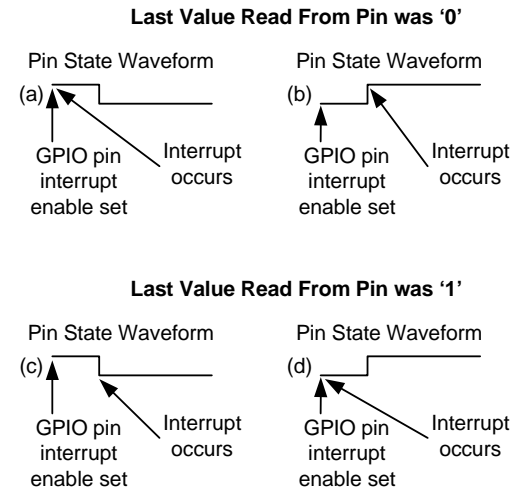 Last Value Read From Pin was ‘0’
Pin State Waveform
(a)
GPIO pin
interrupt
enable set
Interrupt
occurs
Pin State Waveform
(b)
GPIO pin
interrupt
enable set
Interrupt
occurs
Last Value Read From Pin was ‘1’
Pin State Waveform
(c)
GPIO pin
interrupt
enable set
Interrupt
occurs
Pin State Waveform
(d)
GPIO pin
interrupt
enable set
Interrupt
occurs